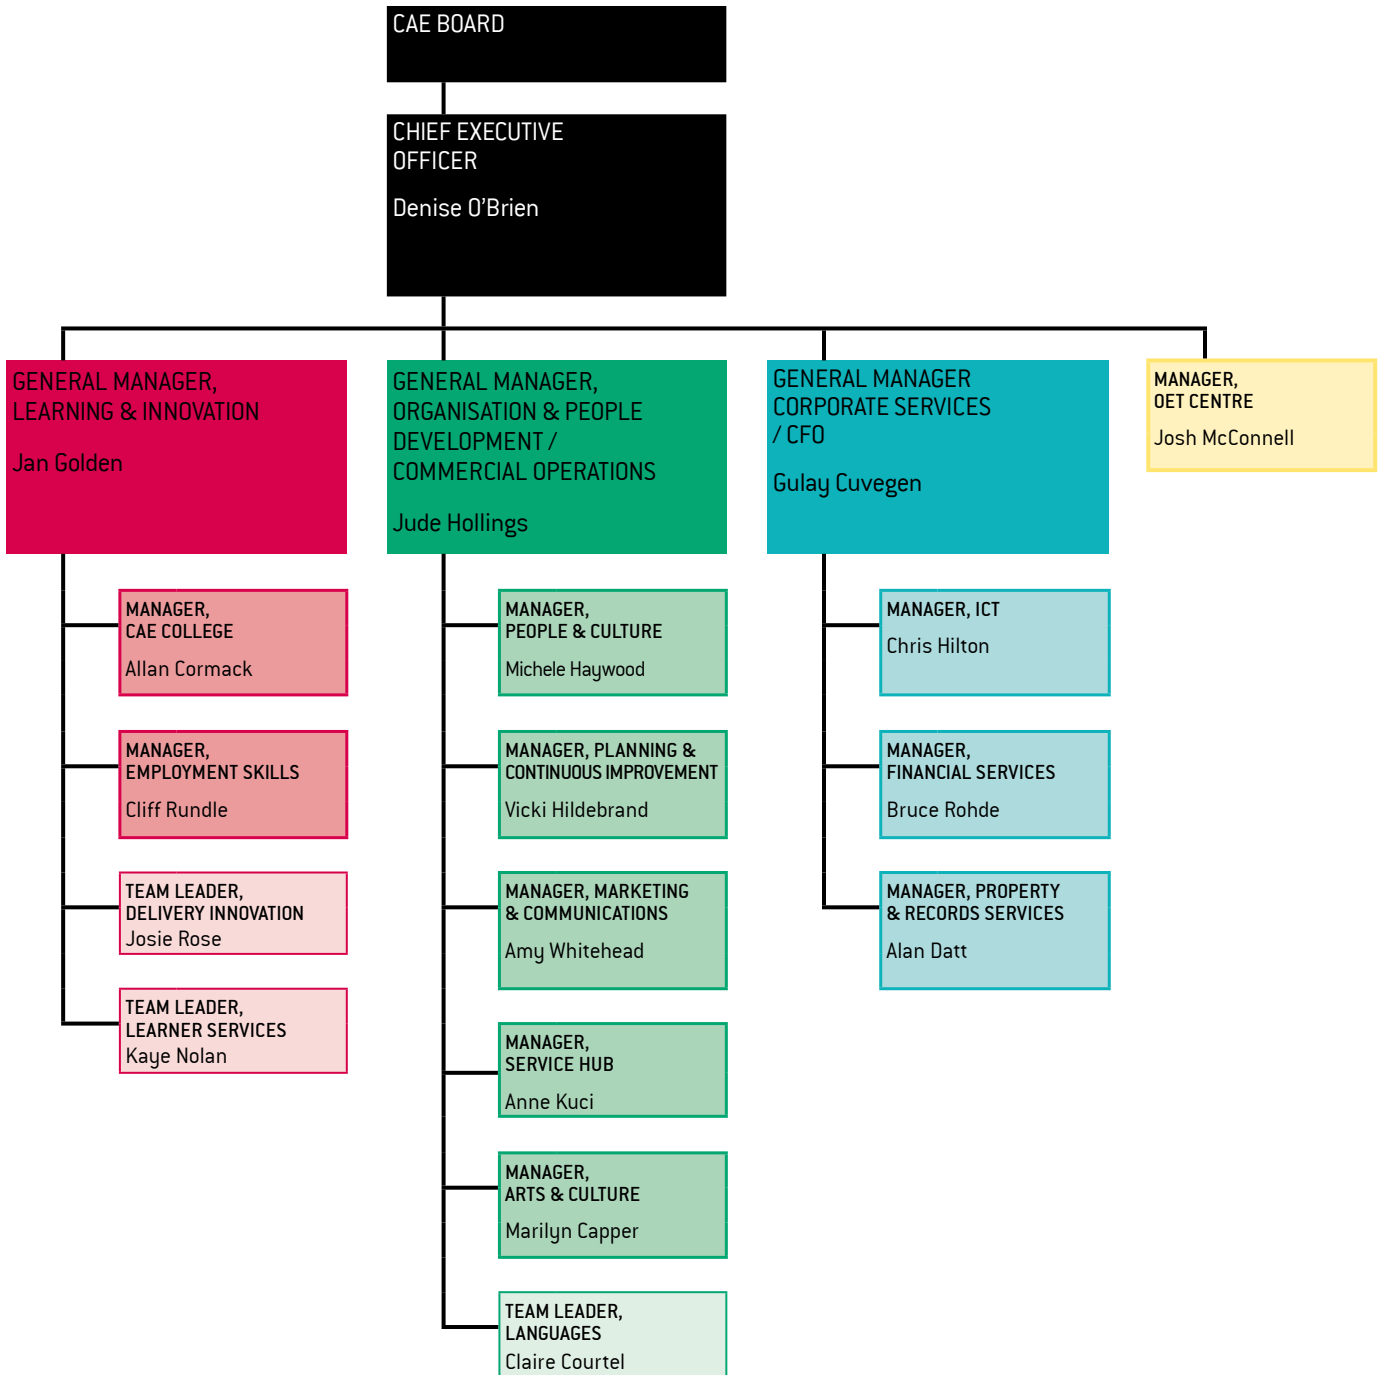 CAE BOARD
CHIEF EXECUTIVE
OFFICER
Denise O'Brien
GENERAL MANAGER,
LEARNING & INNOVATION
Jan Golden
MANAGER,
CAE COLLEGE
Allan Cormack
MANAGER,
EMPLOYMENT SKILLS
Cliff Rundle
TEAM LEADER,
DELIVERY INNOVATION
Josie Rose
TEAM LEADER,
LEARNER SERVICES
Kaye Nolan
GENERAL MANAGER,
ORGANISATION & PEOPLE
DEVELOPMENT /
COMMERCIAL OPERATIONS
Jude Hollings
MANAGER,
PEOPLE & CULTURE
Michele Haywood
MANAGER, PLANNING &
CONTINUOUS IMPROVEMENT
Vicki Hildebrand
MANAGER, MARKETING
& COMMUNICATIONS
Amy Whitehead
MANAGER,
SERVICE HUB
Anne Kuci
MANAGER,
ARTS & CULTURE
Marilyn Capper
TEAM LEADER,
LANGUAGES
Claire Courtel
GENERAL MANAGER
CORPORATE SERVICES
/ CFO
Gulay Cuvegen
MANAGER, ICT
Chris Hilton
MANAGER,
FINANCIAL SERVICES
Bruce Rohde
MANAGER, PROPERTY
& RECORDS SERVICES
Alan Datt
MANAGER,
OET CENTRE
Josh McConnell